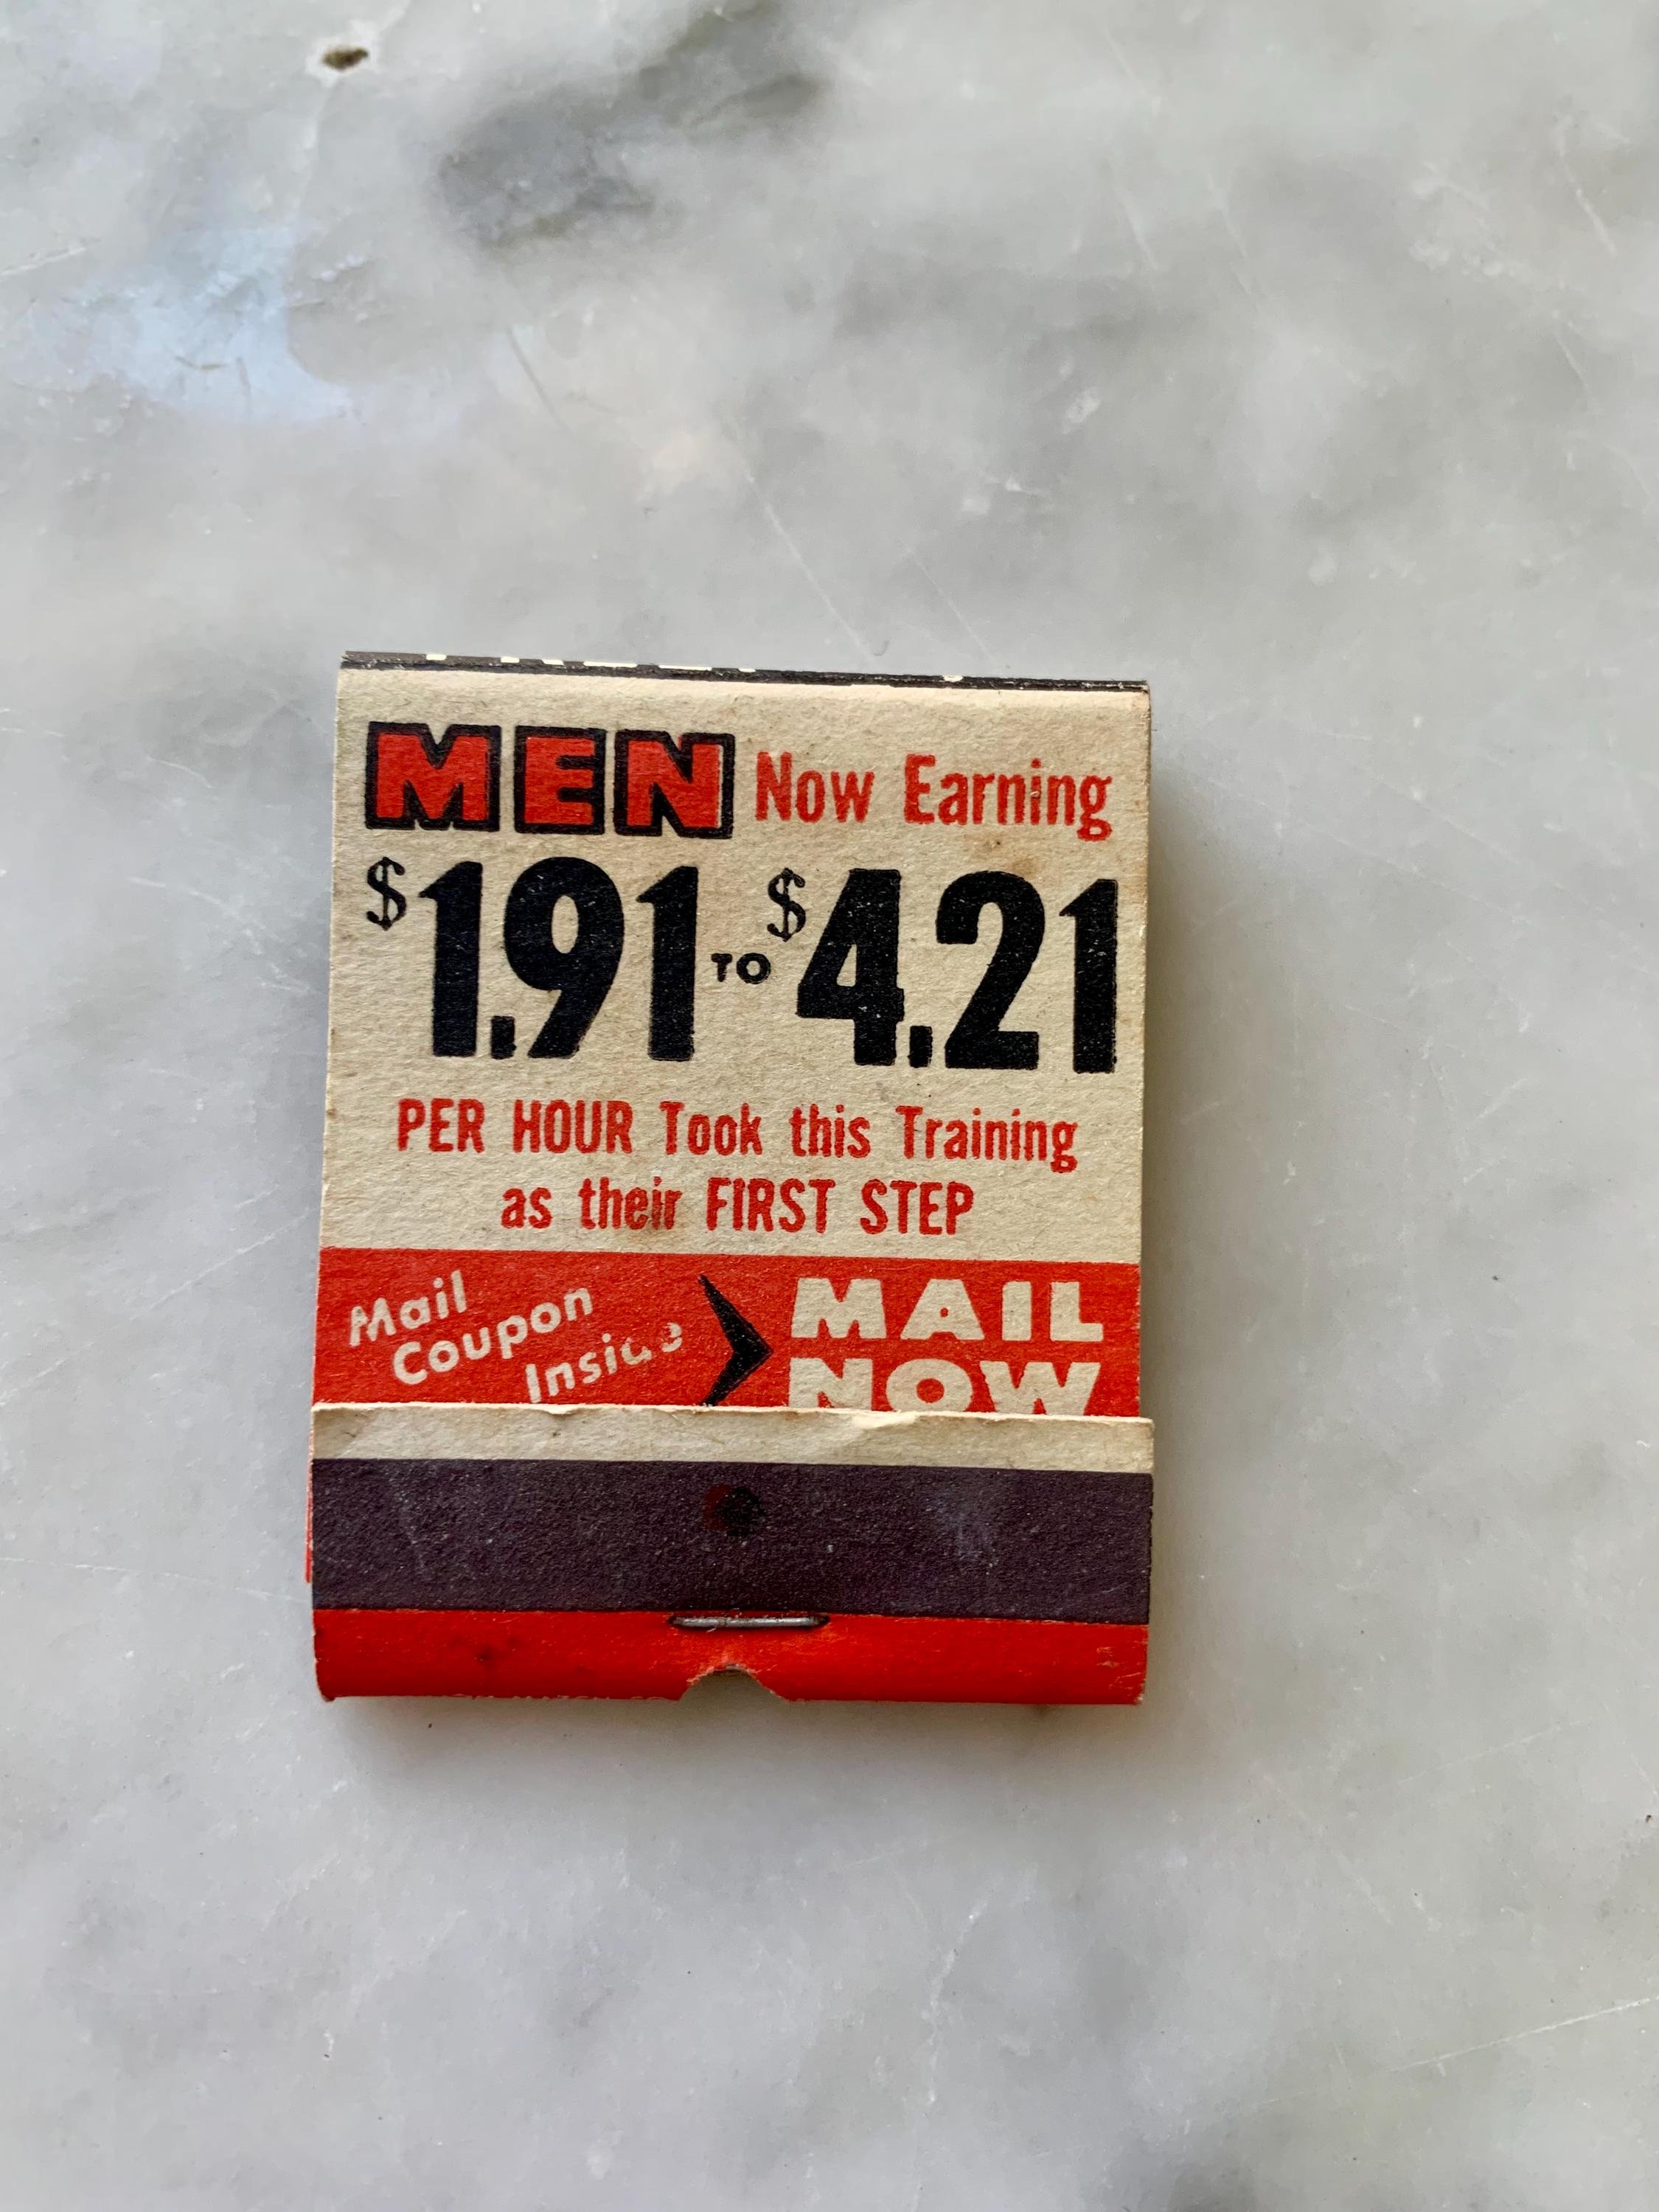 MEN Now Earning
$1.91 TO $4.21
PER HOUR Took this Training
as their FIRST STEP
Mail
Coupon
Inside
MAIL
NOW